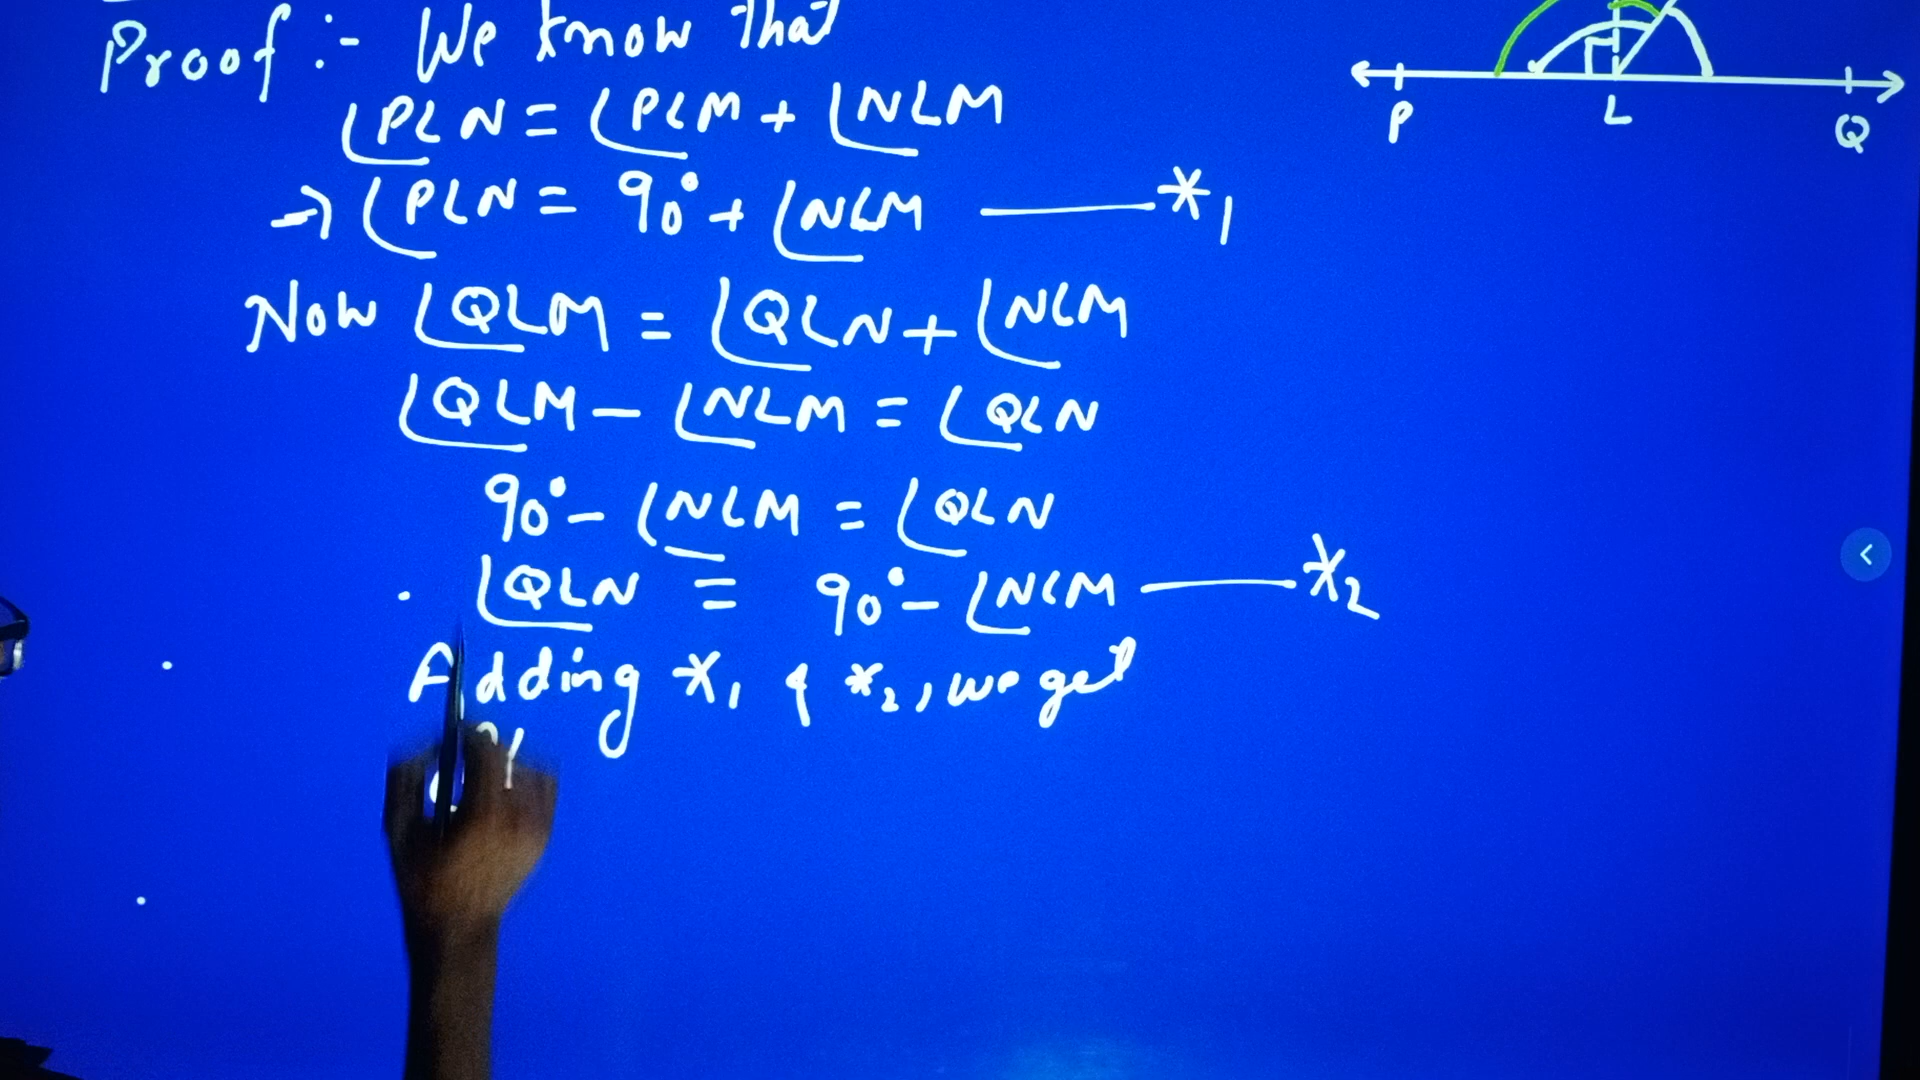 Proof :- We know that
∠PLN = ∠PLM + ∠NLM
→ ∠PLN = 90° + ∠NLM —— *1
Now ∠QLM = ∠QLN + ∠NLM
∠QLM - ∠NLM = ∠QLN
90° - ∠NLM = ∠QLN
∠QLN = 90° - ∠NLM —— *2
Adding *1 & *2, we get
P
L
Q